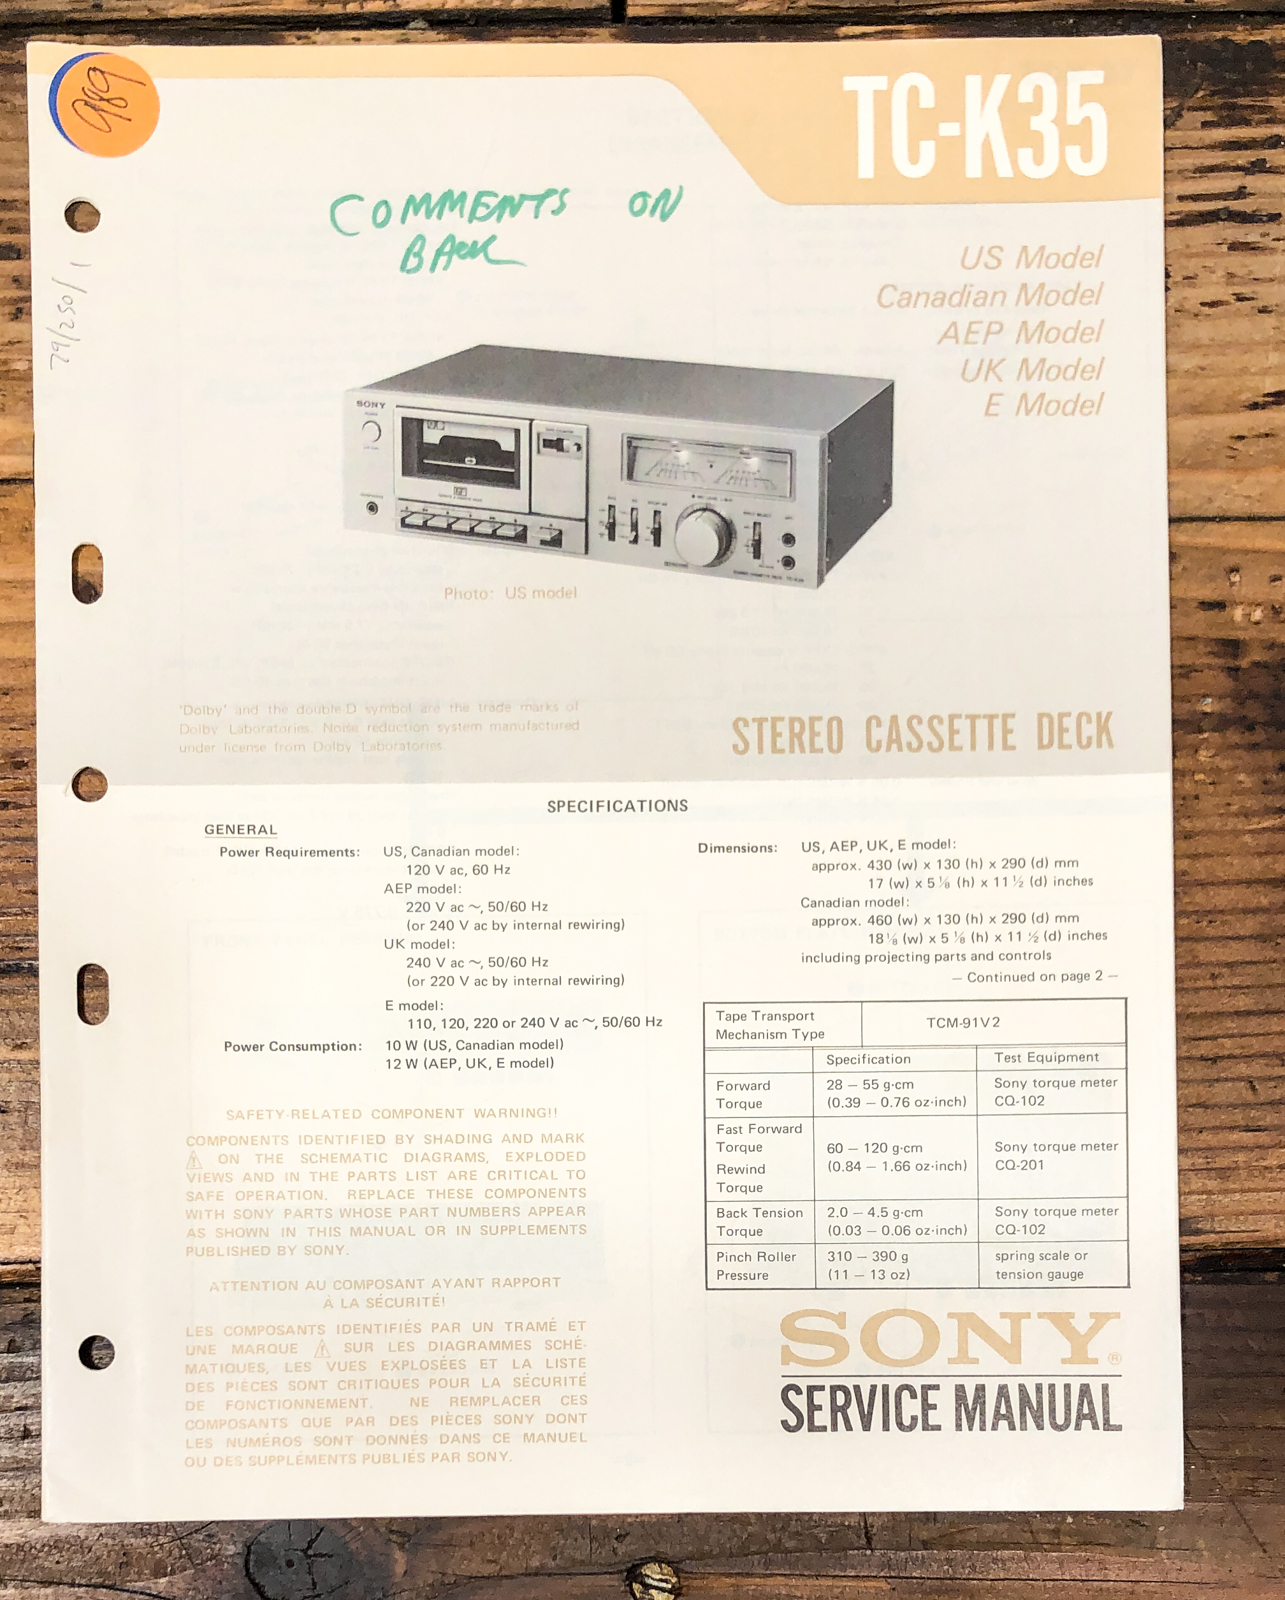 989
TC-K35
COMMENTS ON
BACK
79/250/1
US Model
Canadian Model
AEP Model
UK Model
E Model
SONY
Photo: US model
'Dolby' and the double D symbol are the trade marks of
Dolby Laboratories. Noise reduction system manufactured
under license from Dolby Laboratories.
STEREO CASSETTE DECK
SPECIFICATIONS
GENERAL
Power Requirements: US, Canadian model:
120 V ac, 60 Hz
AEP model:
220 V ac ～, 50/60 Hz
(or 240 V ac by internal rewiring)
UK model:
240 V ac ～, 50/60 Hz
(or 220 V ac by internal rewiring)
E model:
110, 120, 220 or 240 V ac ～, 50/60 Hz
Power Consumption: 10 W (US, Canadian model)
12 W (AEP, UK, E model)
SAFETY-RELATED COMPONENT WARNING!!
COMPONENTS IDENTIFIED BY SHADING AND MARK
⚠ ON THE SCHEMATIC DIAGRAMS, EXPLODED
VIEWS AND IN THE PARTS LIST ARE CRITICAL TO
SAFE OPERATION. REPLACE THESE COMPONENTS
WITH SONY PARTS WHOSE PART NUMBERS APPEAR
AS SHOWN IN THIS MANUAL OR IN SUPPLEMENTS
PUBLISHED BY SONY.
ATTENTION AU COMPOSANT AYANT RAPPORT
À LA SÉCURITÉ!
LES COMPOSANTS IDENTIFIÉS PAR UN TRAMÉ ET
UNE MARQUE ⚠ SUR LES DIAGRAMMES SCHÉ-
MATIQUES, LES VUES EXPLOSÉES ET LA LISTE
DES PIÈCES SONT CRITIQUES POUR LA SÉCURITÉ
DE FONCTIONNEMENT. NE REMPLACER CES
COMPOSANTS QUE PAR DES PIÈCES SONY DONT
LES NUMÉROS SONT DONNÉS DANS CE MANUEL
OU DES SUPPLÉMENTS PUBLIÉS PAR SONY.
Dimensions: US, AEP, UK, E model:
approx. 430 (w) x 130 (h) x 290 (d) mm
17 (w) x 5 ⅛ (h) x 11 ½ (d) inches
Canadian model:
approx. 460 (w) x 130 (h) x 290 (d) mm
18 ⅛ (w) x 5 ⅛ (h) x 11 ½ (d) inches
including projecting parts and controls
— Continued on page 2 —
Tape Transport
Mechanism Type
TCM-91V2
Specification Test Equipment
Forward
Torque
28 — 55 g·cm
(0.39 — 0.76 oz·inch)
Sony torque meter
CQ-102
Fast Forward
Torque
Rewind
Torque
60 — 120 g·cm
(0.84 — 1.66 oz·inch)
Sony torque meter
CQ-201
Back Tension
Torque
2.0 — 4.5 g·cm
(0.03 — 0.06 oz·inch)
Sony torque meter
CQ-102
Pinch Roller
Pressure
310 — 390 g
(11 — 13 oz)
spring scale or
tension gauge
SONY®
SERVICE MANUAL